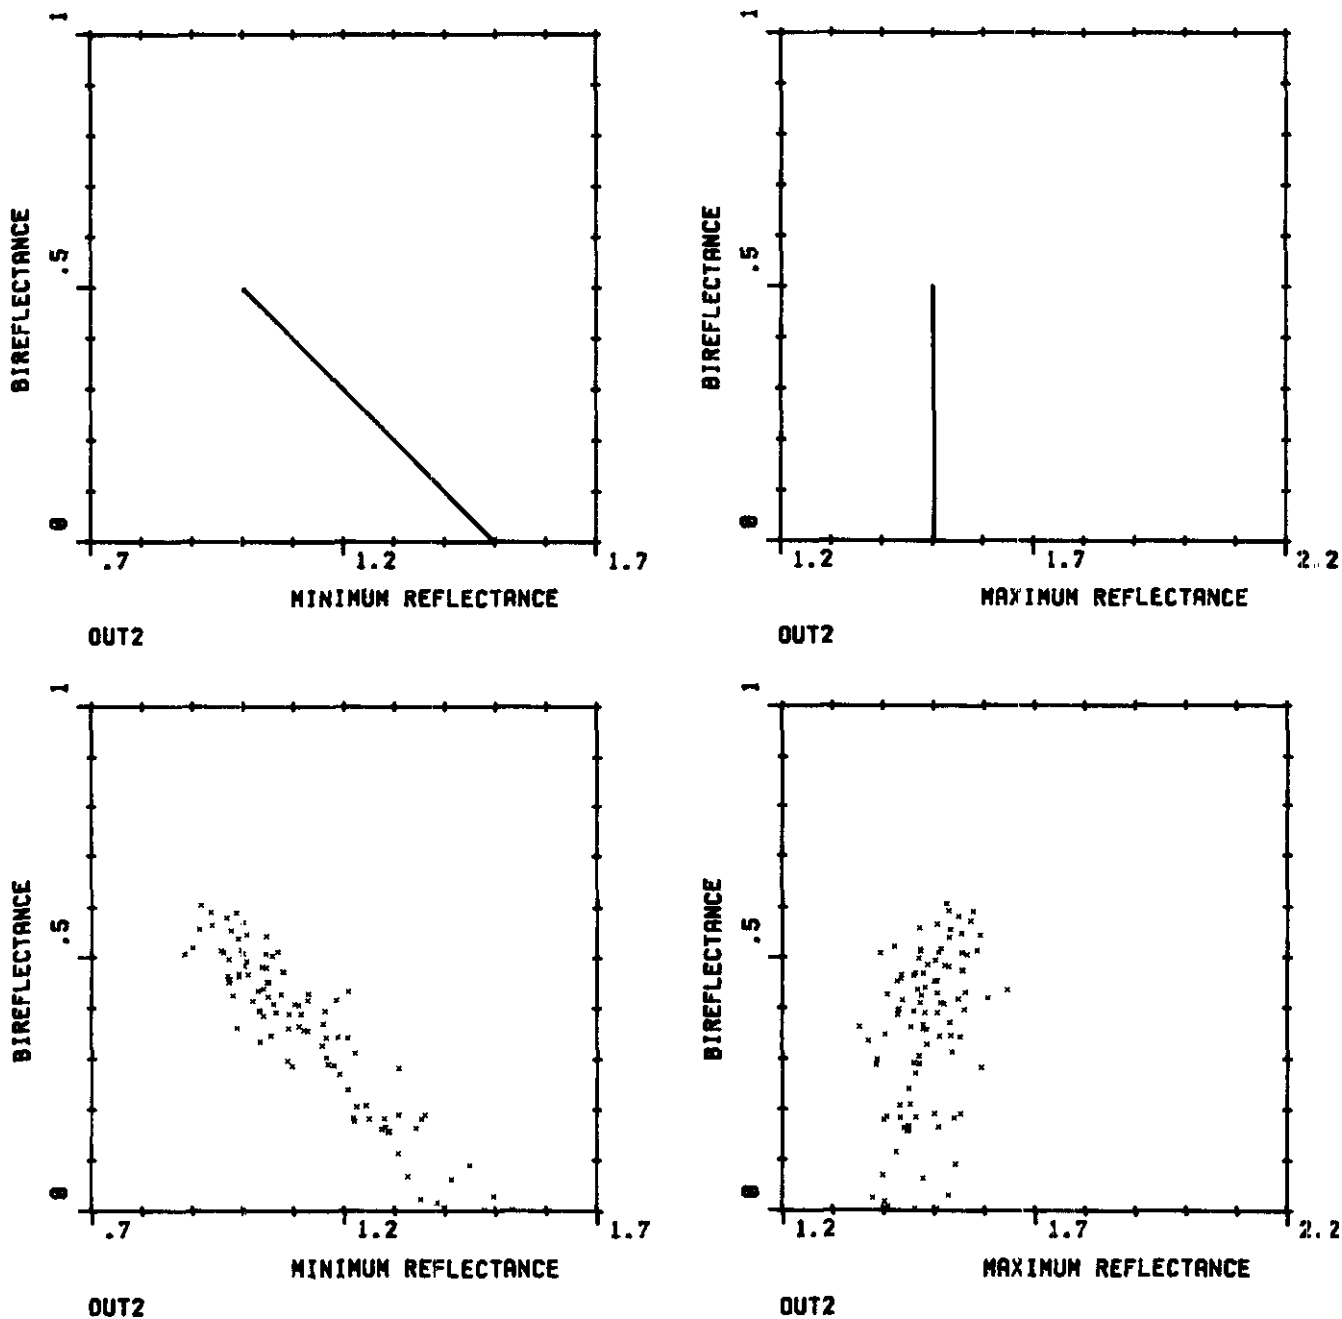 1
.5
0
BIREFLECTANCE
.7
1.2
1.7
MINIMUM REFLECTANCE
OUT2
1
.5
0
BIREFLECTANCE
1.2
1.7
2.2
MAXIMUM REFLECTANCE
OUT2
1
.5
0
BIREFLECTANCE
.7
1.2
1.7
MINIMUM REFLECTANCE
OUT2
1
.5
0
BIREFLECTANCE
1.2
1.7
2.2
MAXIMUM REFLECTANCE
OUT2